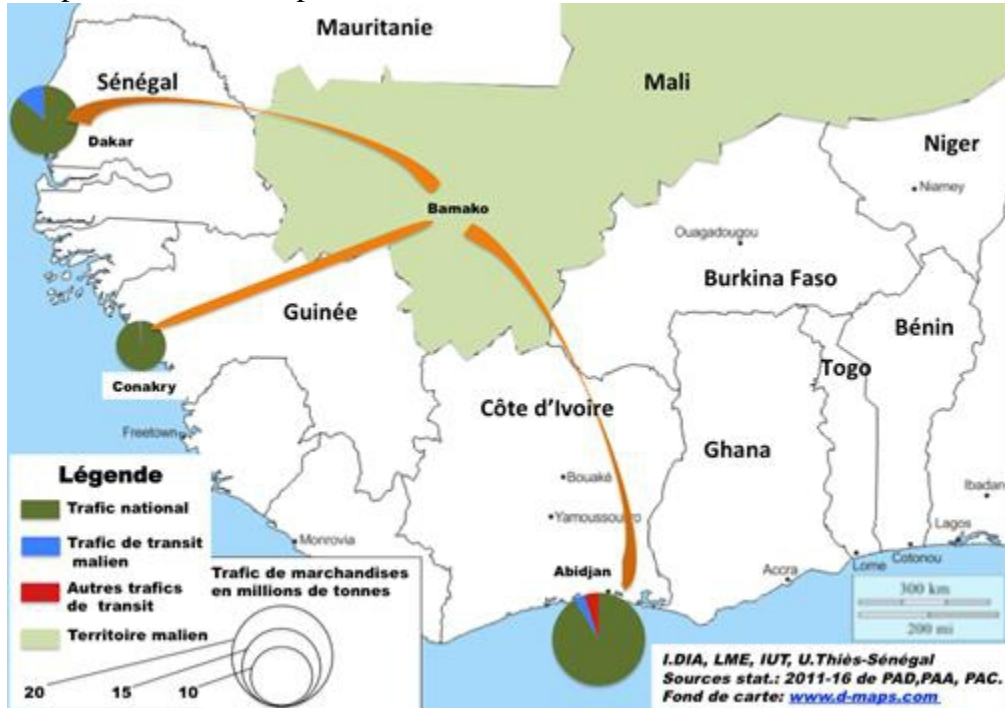 Mauritanie
Sénégal
Mali
Niger
Dakar
Niamey
Bamako
Ouagadougou
Burkina Faso
Guinée
Bénin
Togo
Conakry
Côte d'Ivoire
Freetown
Ghana
Bouaké
Ibadan
Yamoussoukro
Lagos
Monrovia
Cotonou
Abidjan
Accra
Lome
Légende
Trafic national
Trafic de transit
malien
Autres trafics
de transit
Territoire malien
Trafic de marchandises
en millions de tonnes
20
15
10
300 km
200 mi
I.DIA, LME, IUT, U.Thiès-Sénégal
Sources stat.: 2011-16 de PAD,PAA, PAC.
Fond de carte: www.d-maps.com